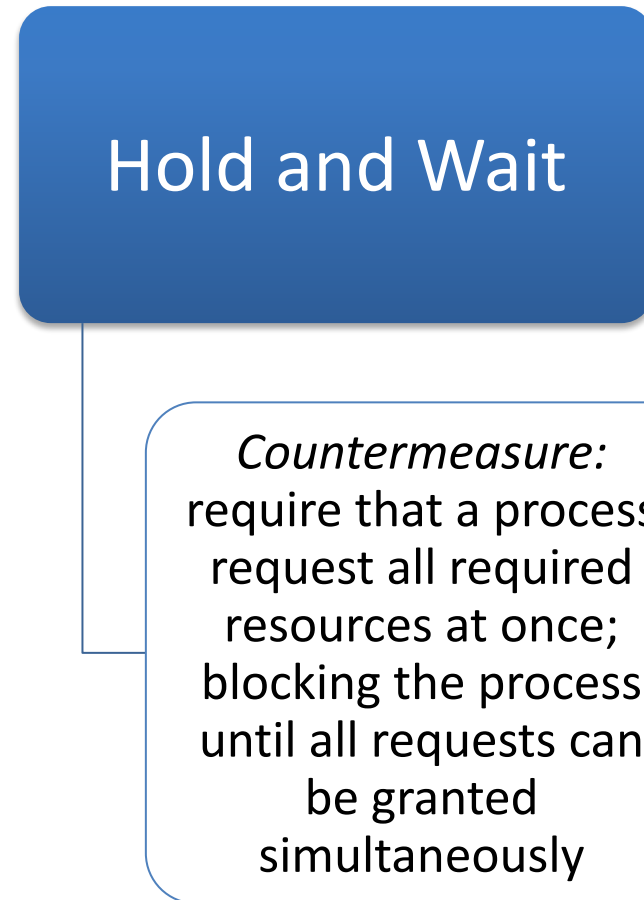 Hold and Wait
Countermeasure:
require that a process
request all required
resources at once;
blocking the process
until all requests can
be granted
simultaneously